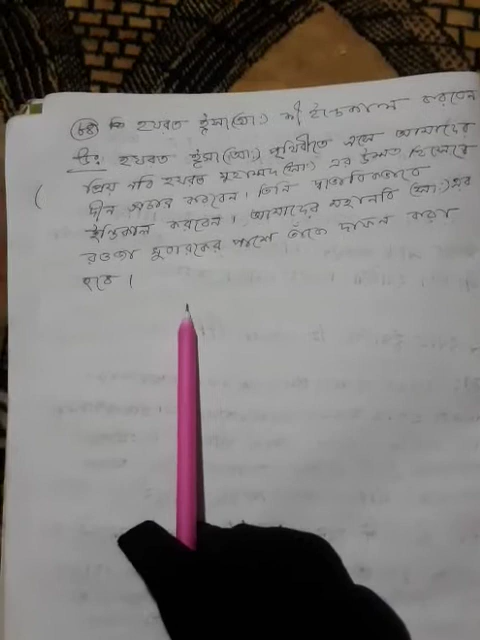 ৬৪) হযরত ঈসা (আ:) কী ইন্তেকাল করবেন
উ: হযরত ঈসা (আ:) পৃথিবীতে এসে আমাদের
প্রিয় নবি হযরত মুহাম্মদ (সা:) এর উম্মত হিসেবে
দ্বীন প্রচার করবেন। তিনি স্বাভাবিকভাবে
ইন্তিকাল করবেন। আমাদের মহানবি (সা:) এর
রওজা মুবারকের পাশে তাঁকে দাফন করা
হবে।